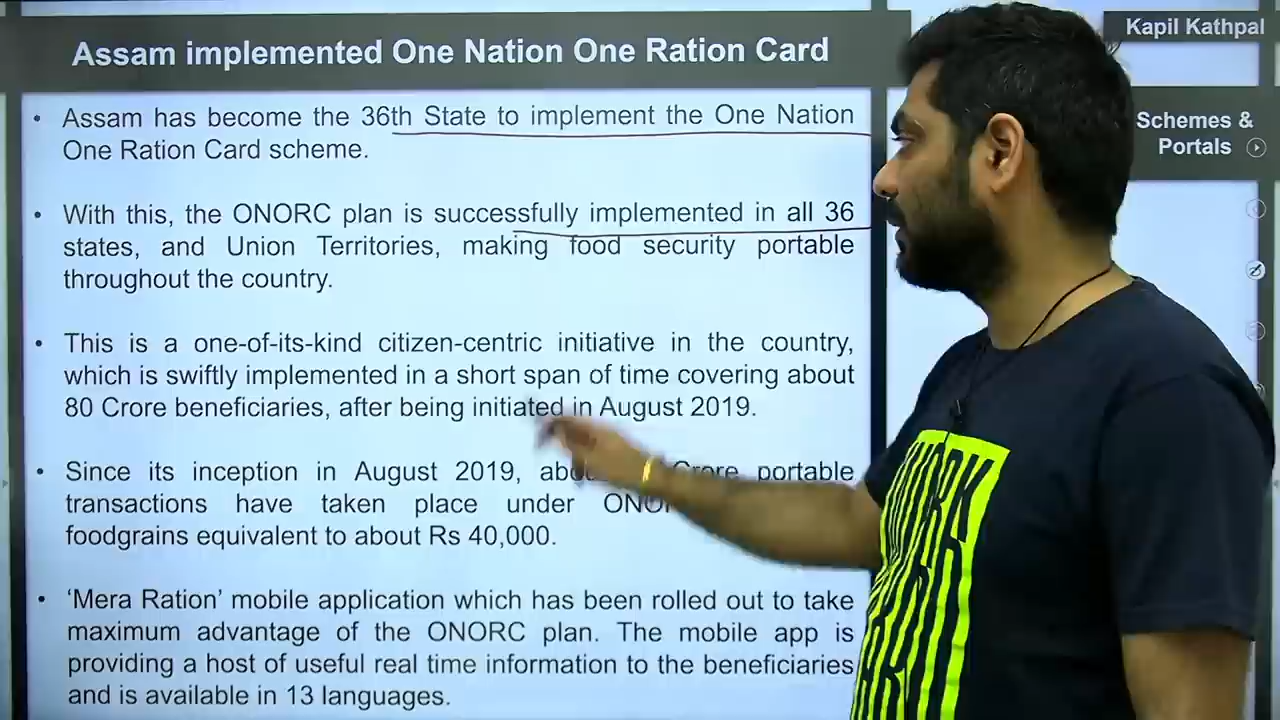 Assam implemented One Nation One Ration Card
Kapil Kathpal
Schemes &
Portals
• Assam has become the 36th State to implement the One Nation
One Ration Card scheme.
• With this, the ONORC plan is successfully implemented in all 36
states, and Union Territories, making food security portable
throughout the country.
• This is a one-of-its-kind citizen-centric initiative in the country,
which is swiftly implemented in a short span of time covering about
80 Crore beneficiaries, after being initiated in August 2019.
• Since its inception in August 2019, Crore portable
transactions have taken place under
foodgrains equivalent to about Rs 40,000.
• ‘Mera Ration’ mobile application which has been rolled out to take
maximum advantage of the ONORC plan. The mobile app is
providing a host of useful real time information to the beneficiaries
and is available in 13 languages.
WORK